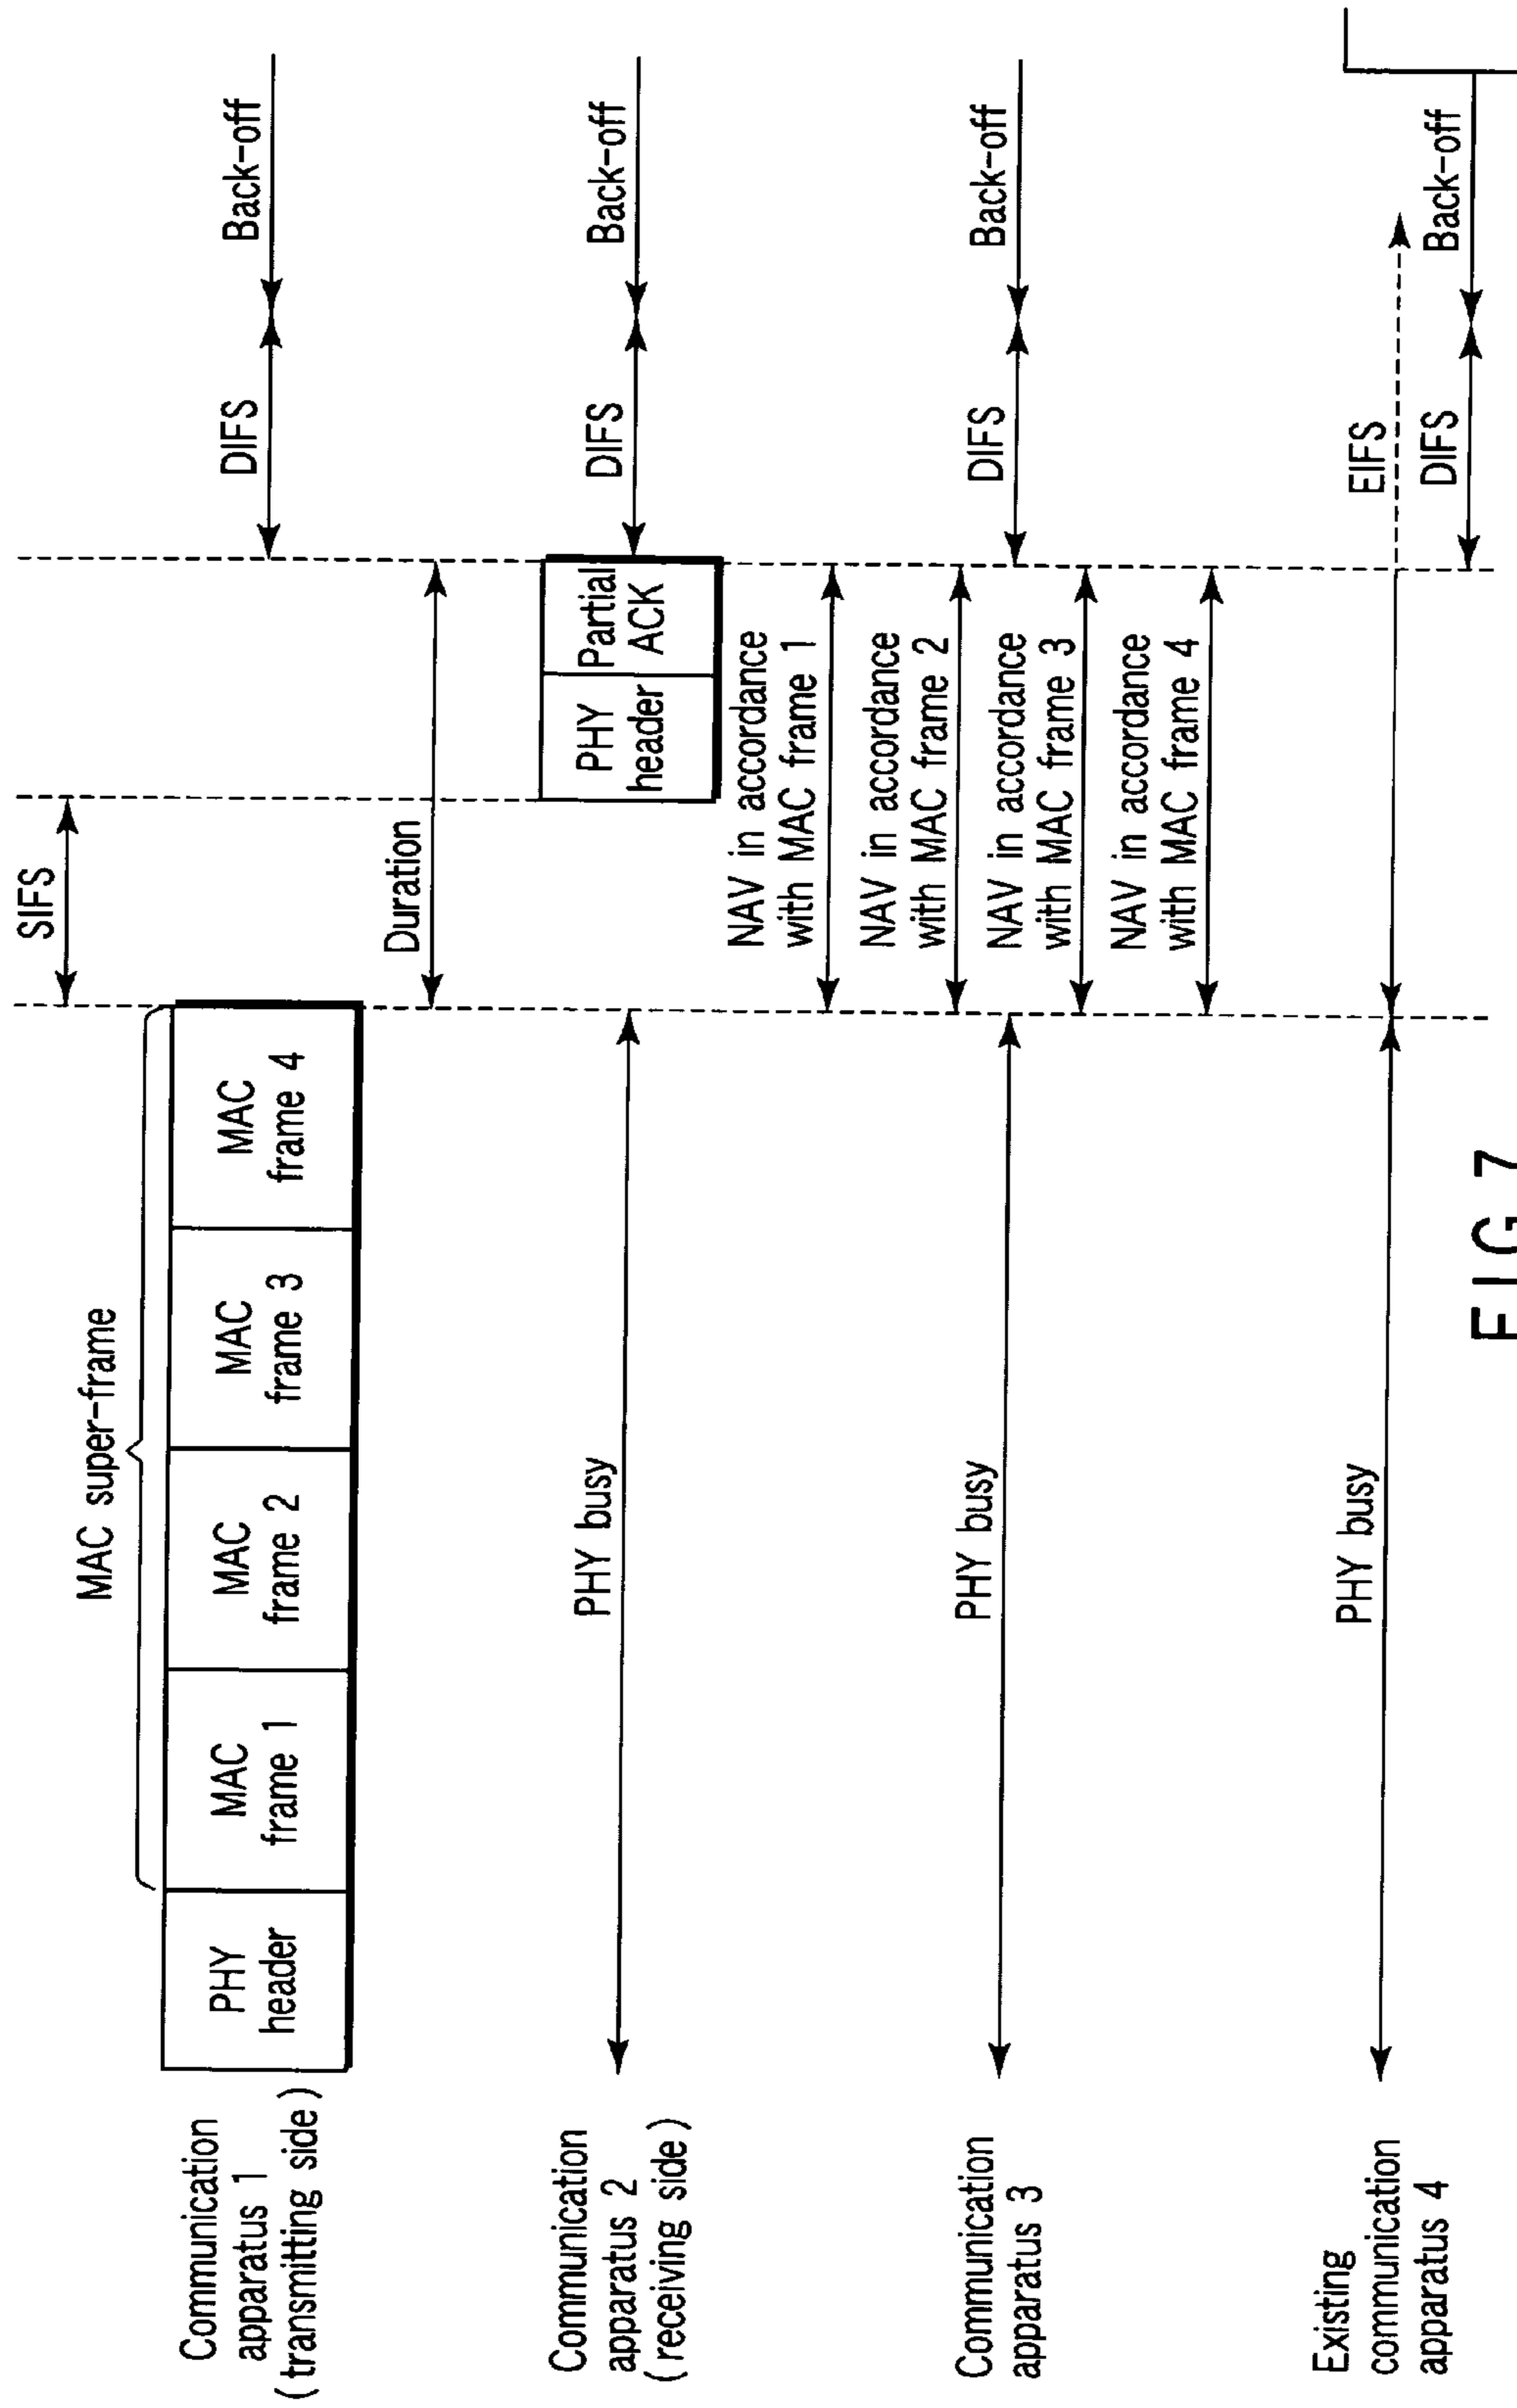 SIFS
MAC super-frame
Communication
apparatus 1
( transmitting side )
PHY
header
MAC
frame 1
MAC
frame 2
MAC
frame 3
MAC
frame 4
DIFS
Back-off
Duration
Communication
apparatus 2
( receiving side )
PHY busy
PHY
header
Partial
ACK
DIFS
Back-off
NAV in accordance
with MAC frame 1
NAV in accordance
with MAC frame 2
Communication
apparatus 3
PHY busy
NAV in accordance
with MAC frame 3
DIFS
Back-off
NAV in accordance
with MAC frame 4
Existing
communication
apparatus 4
PHY busy
EIFS
DIFS
Back-off
FIG 7